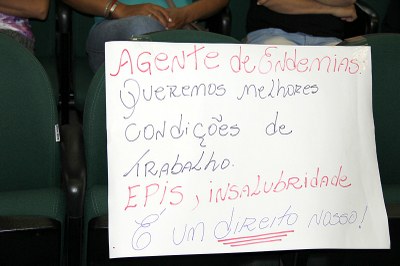 AGENTE de ENDEMIAS:
QUEREMOS MELHORES
CONDIÇÕES de
TRABALHO.
EPIS, INSALUBRIDADE
É UM direito NOSSO!